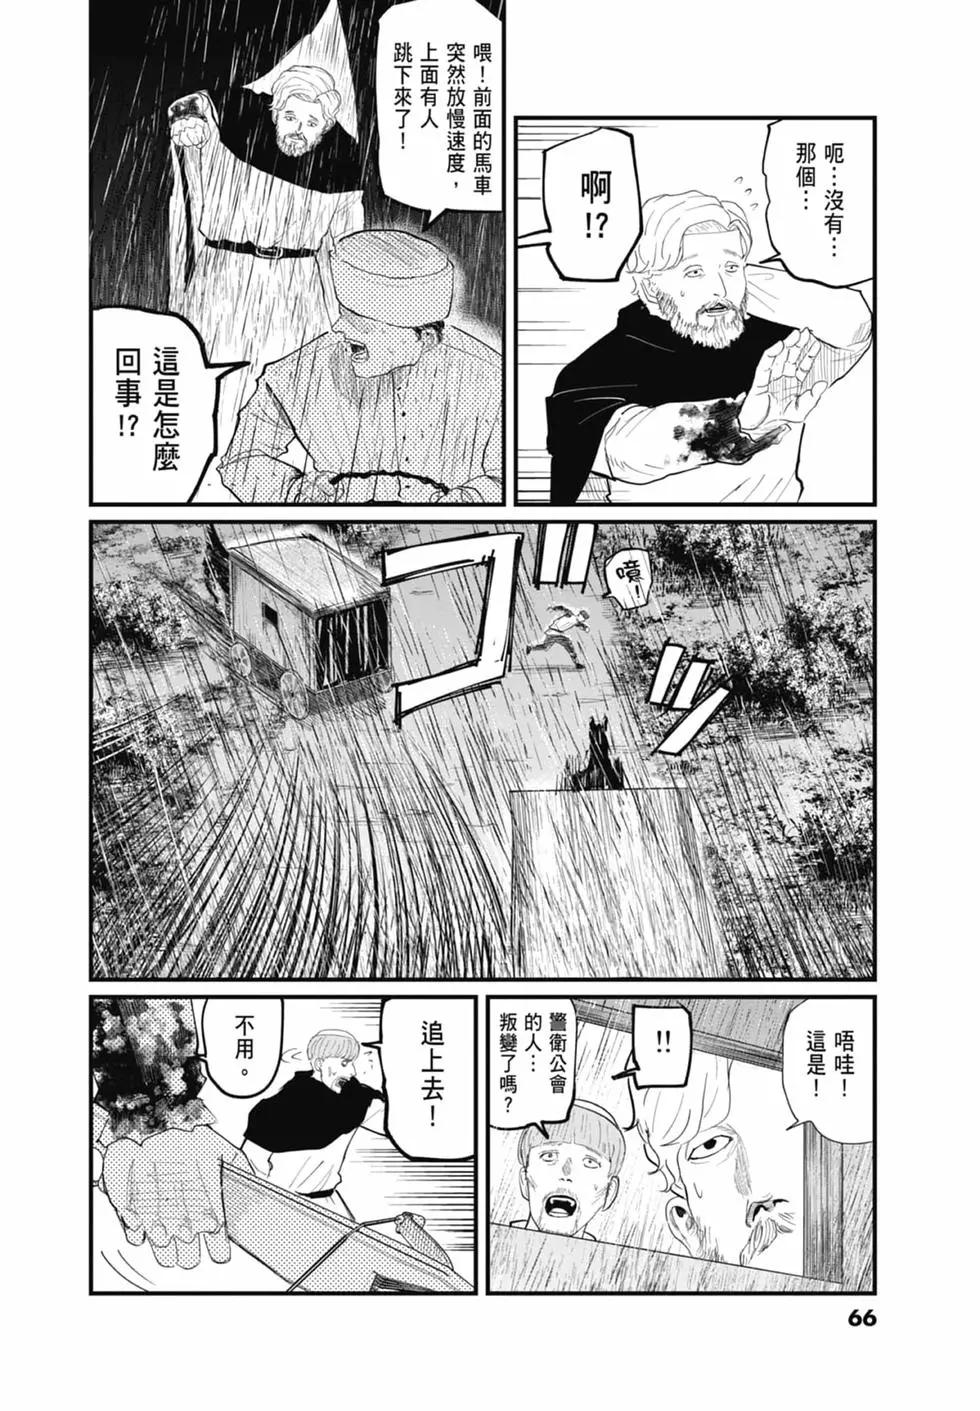 呃…沒有…
那個…
啊!?
喂！前面的馬車
突然放慢速度，
上面有人
跳下來了！
這是怎麼
回事!?
噴！
唔哇！
這是！
!!
警衛公會
的人…
叛變了嗎？
追上去！
不用。
66